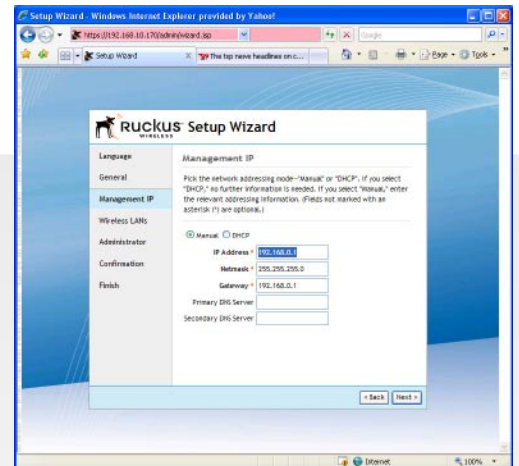 Setup Wizard - Windows Internet Explorer provided by Yahoo!
https://192.168.10.170/admin/wizard.jsp
Google
Setup Wizard
The top news headlines on c...
Page
Tools
Ruckus Setup Wizard
WIRELESS
Language
General
Management IP
Wireless LANs
Administrator
Confirmation
Finish
Management IP
Pick the network addressing mode--"Manual" or "DHCP". If you select
"DHCP," no further information is needed. If you select "Manual," enter
the relevant addressing information. (Fields not marked with an
asterisk (*) are optional.)
Manual DHCP
IP Address * 192.168.0.1
Netmask * 255.255.255.0
Gateway * 192.168.0.1
Primary DNS Server
Secondary DNS Server
< Back Next >
Internet
100%